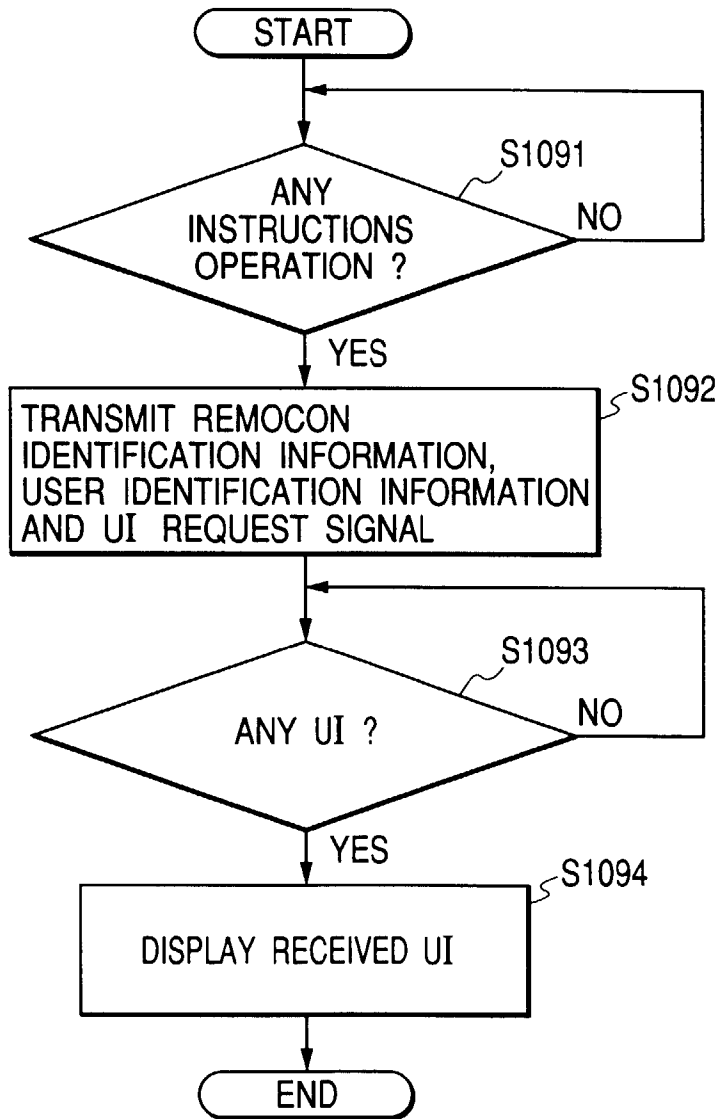 START
S1091
ANY
INSTRUCTIONS
OPERATION ?
NO
YES
S1092
TRANSMIT REMOCON
IDENTIFICATION INFORMATION,
USER IDENTIFICATION INFORMATION
AND UI REQUEST SIGNAL
S1093
ANY UI ?
NO
YES
S1094
DISPLAY RECEIVED UI
END